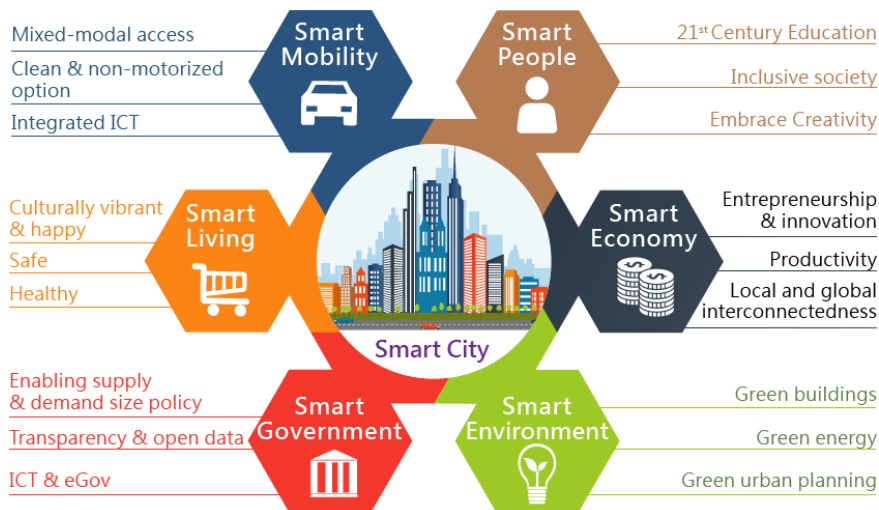 Mixed-modal access
Clean & non-motorized
option
Integrated ICT
Smart
Mobility
Smart
People
21st Century Education
Inclusive society
Embrace Creativity
Culturally vibrant
& happy
Safe
Healthy
Smart
Living
Smart
Economy
Entrepreneurship
& innovation
Productivity
Local and global
interconnectedness
Smart City
Enabling supply
& demand size policy
Transparency & open data
ICT & eGov
Smart
Government
Smart
Environment
Green buildings
Green energy
Green urban planning